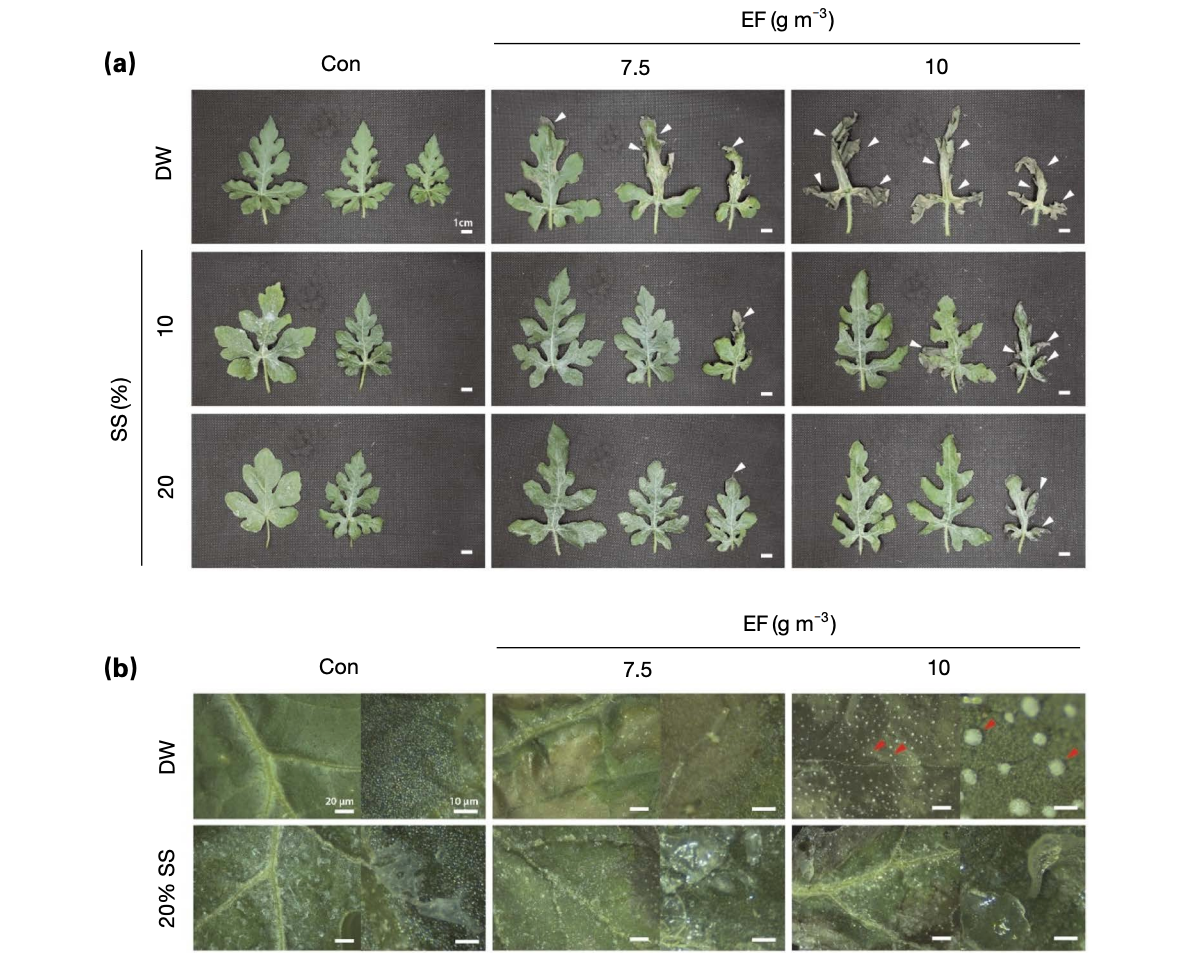 EF (g m⁻³)
(a)
Con
7.5
10
DW
1cm
SS (%)
10
20
EF (g m⁻³)
(b)
Con
7.5
10
DW
20 µm
10 µm
20% SS